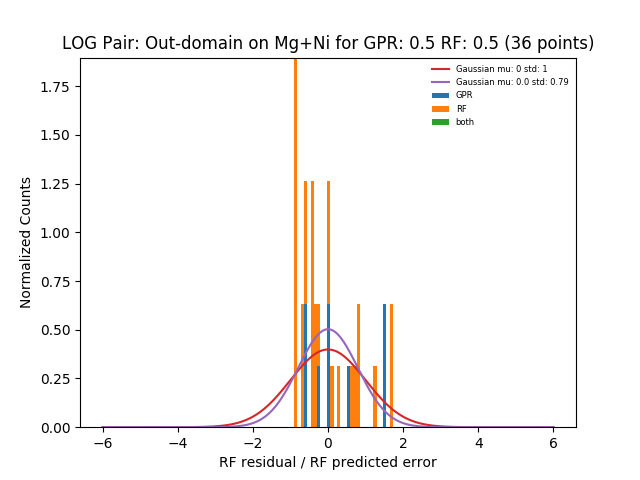 LOG Pair: Out-domain on Mg+Ni for GPR: 0.5 RF: 0.5 (36 points)
Gaussian mu: 0 std: 1
Gaussian mu: 0.0 std: 0.79
GPR
RF
both
Normalized Counts
1.75
1.50
1.25
1.00
0.75
0.50
0.25
0.00
−6 −4 −2 0 2 4 6
RF residual / RF predicted error